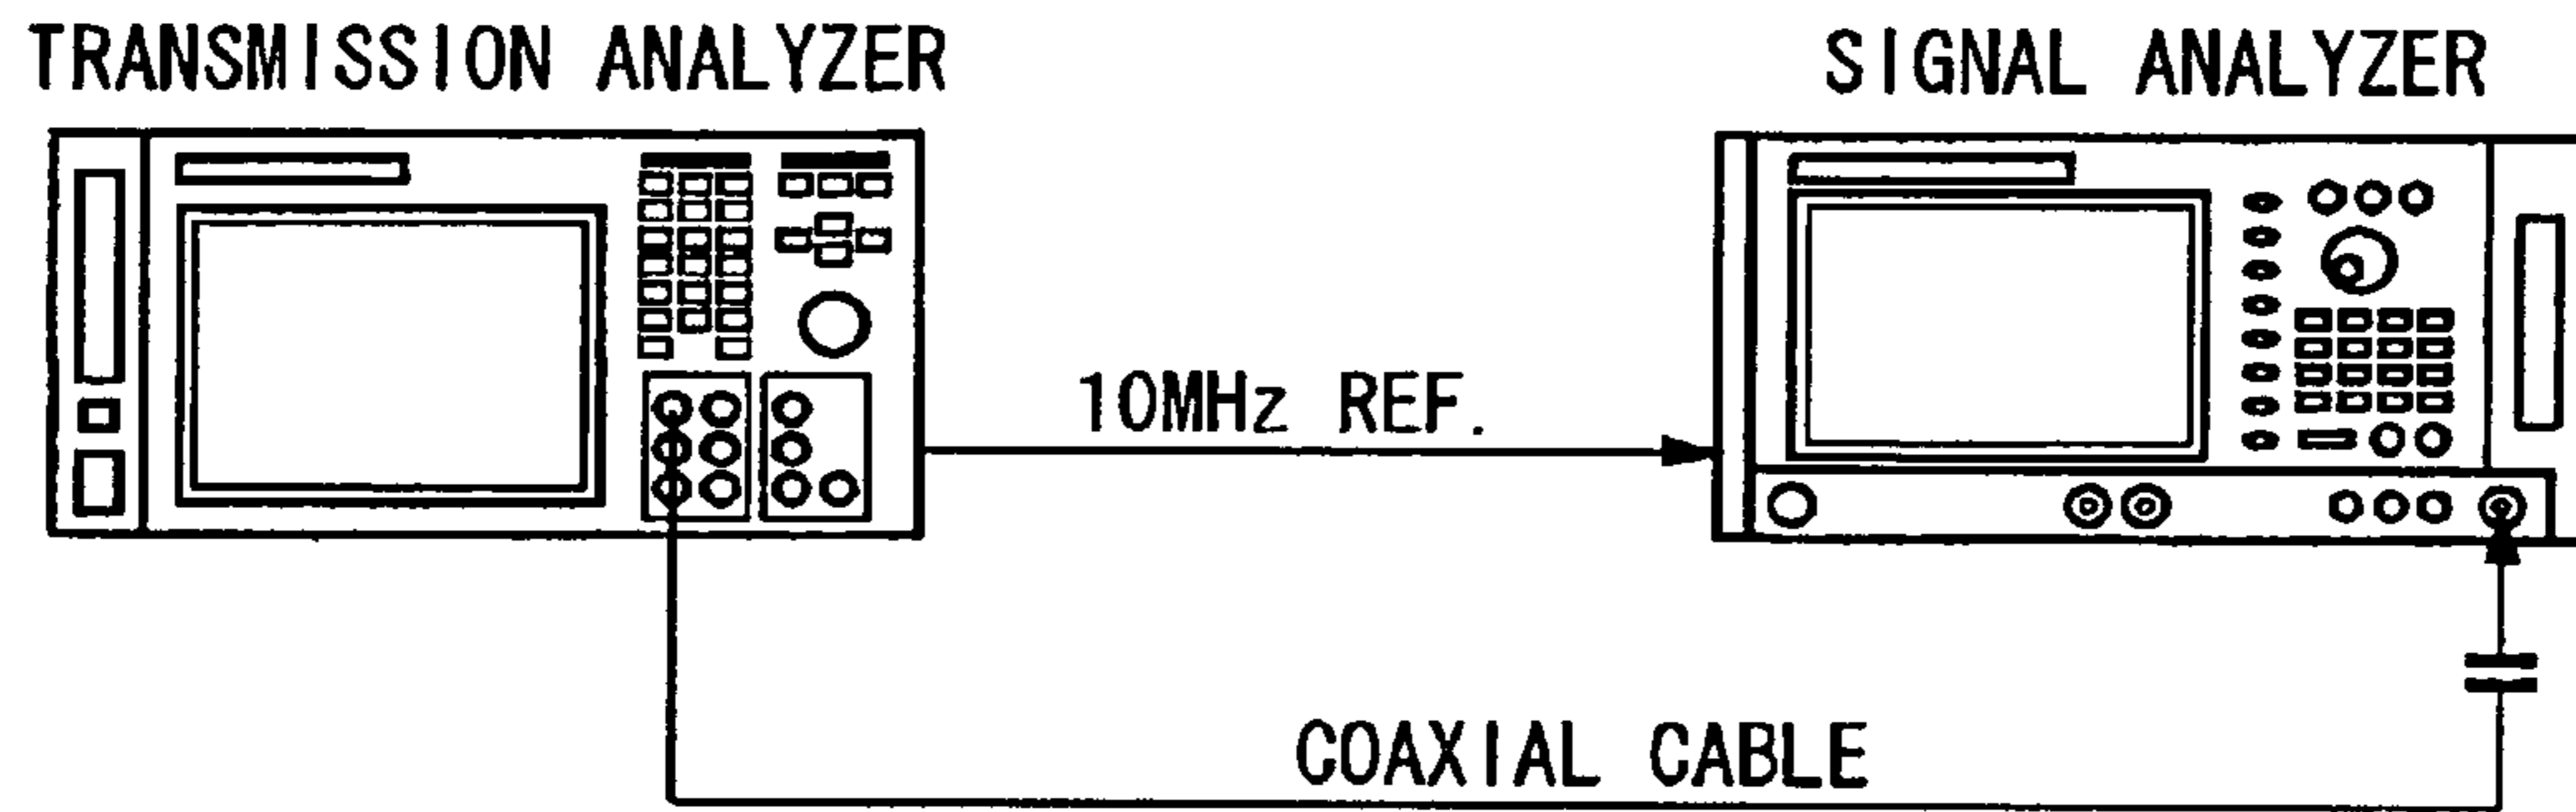 TRANSMISSION ANALYZER
SIGNAL ANALYZER
10MHz REF.
COAXIAL CABLE